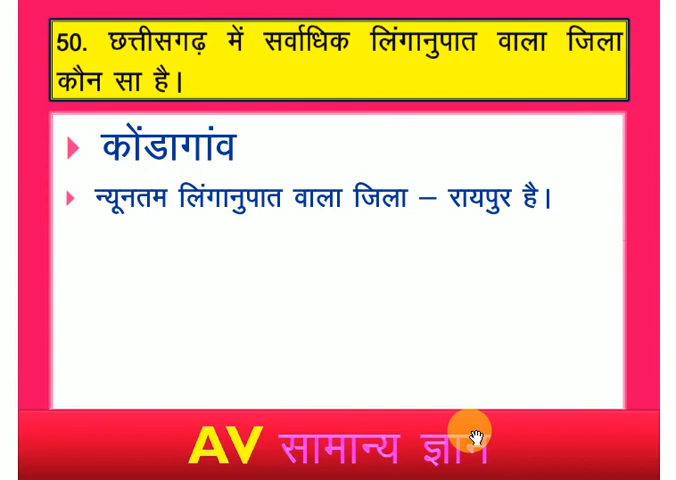 50. छत्तीसगढ़ में सर्वाधिक लिंगानुपात वाला जिला
कौन सा है।
कोंडागांव
न्यूनतम लिंगानुपात वाला जिला – रायपुर है।
AV सामान्य ज्ञान